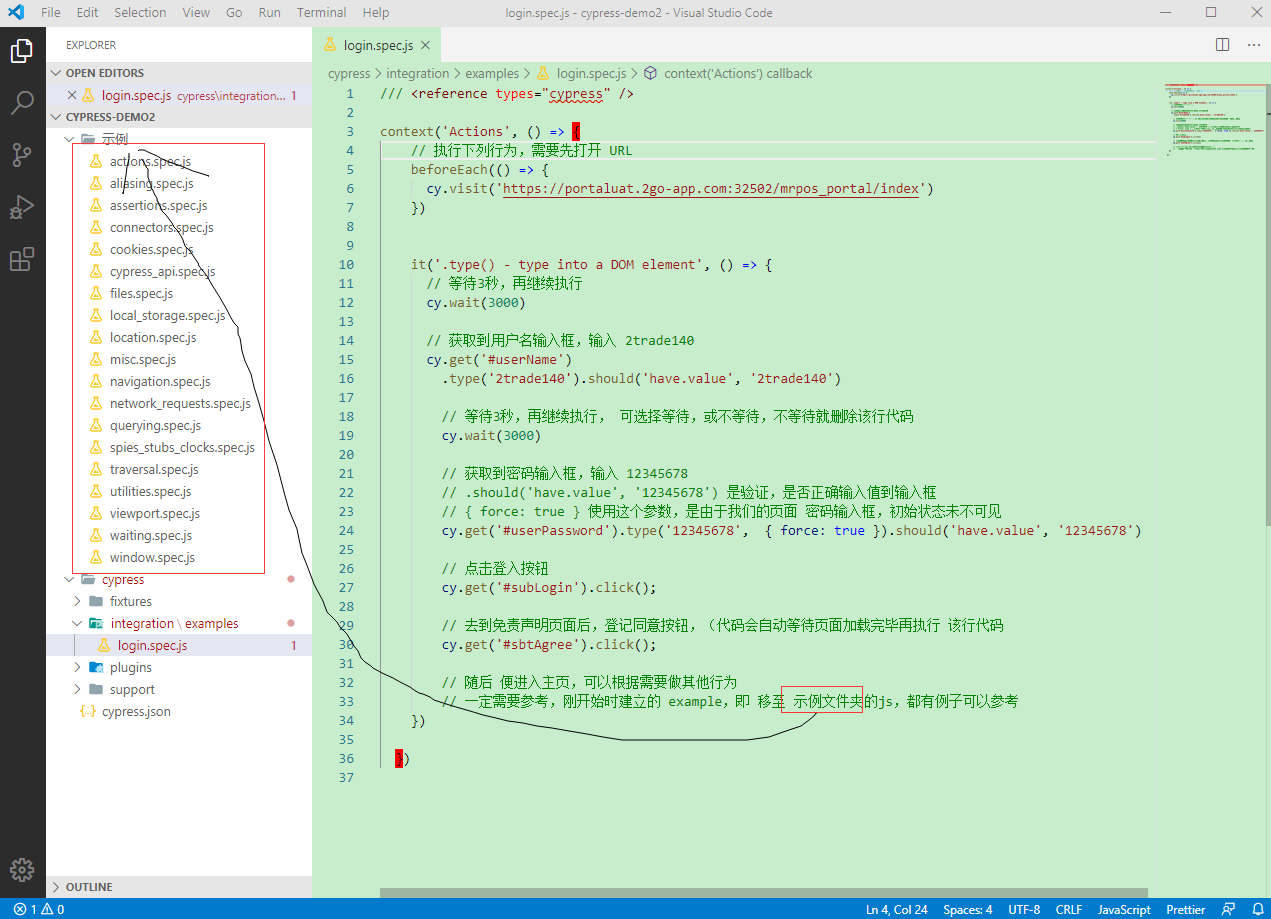 File Edit Selection View Go Run Terminal Help login.spec.js - cypress-demo2 - Visual Studio Code
EXPLORER
OPEN EDITORS
login.spec.js cypress\integration... 1
CYPRESS-DEMO2
示例
actions.spec.js
aliasing.spec.js
assertions.spec.js
connectors.spec.js
cookies.spec.js
cypress_api.spec.js
files.spec.js
local_storage.spec.js
location.spec.js
misc.spec.js
navigation.spec.js
network_requests.spec.js
querying.spec.js
spies_stubs_clocks.spec.js
traversal.spec.js
utilities.spec.js
viewport.spec.js
waiting.spec.js
window.spec.js
cypress
fixtures
integration \ examples
login.spec.js 1
plugins
support
{ } cypress.json
OUTLINE
login.spec.js
cypress > integration > examples > login.spec.js > context('Actions') callback
1 /// <reference types="cypress" />
2
3 context('Actions', () => {
4 // 执行下列行为，需要先打开 URL
5 beforeEach(() => {
6 cy.visit('https://portaluat.2go-app.com:32502/mrpos_portal/index')
7 })
8
9
10 it('.type() - type into a DOM element', () => {
11 // 等待3秒，再继续执行
12 cy.wait(3000)
13
14 // 获取到用户名输入框，输入 2trade140
15 cy.get('#userName')
16 .type('2trade140').should('have.value', '2trade140')
17
18 // 等待3秒，再继续执行， 可选择等待，或不等待，不等待就删除该行代码
19 cy.wait(3000)
20
21 // 获取到密码输入框，输入 12345678
22 // .should('have.value', '12345678') 是验证，是否正确输入值到输入框
23 // { force: true } 使用这个参数，是由于我们的页面 密码输入框，初始状态未不可见
24 cy.get('#userPassword').type('12345678', { force: true }).should('have.value', '12345678')
25
26 // 点击登入按钮
27 cy.get('#subLogin').click();
28
29 // 去到免责声明页面后，登记同意按钮，（代码会自动等待页面加载完毕再执行 该行代码
30 cy.get('#sbtAgree').click();
31
32 // 随后 便进入主页，可以根据需要做其他行为
33 // 一定需要参考，刚开始时建立的 example，即 移至 示例文件夹的js，都有例子可以参考
34 })
35
36 })
37
1 0 Ln 4, Col 24 Spaces: 4 UTF-8 CRLF JavaScript Prettier